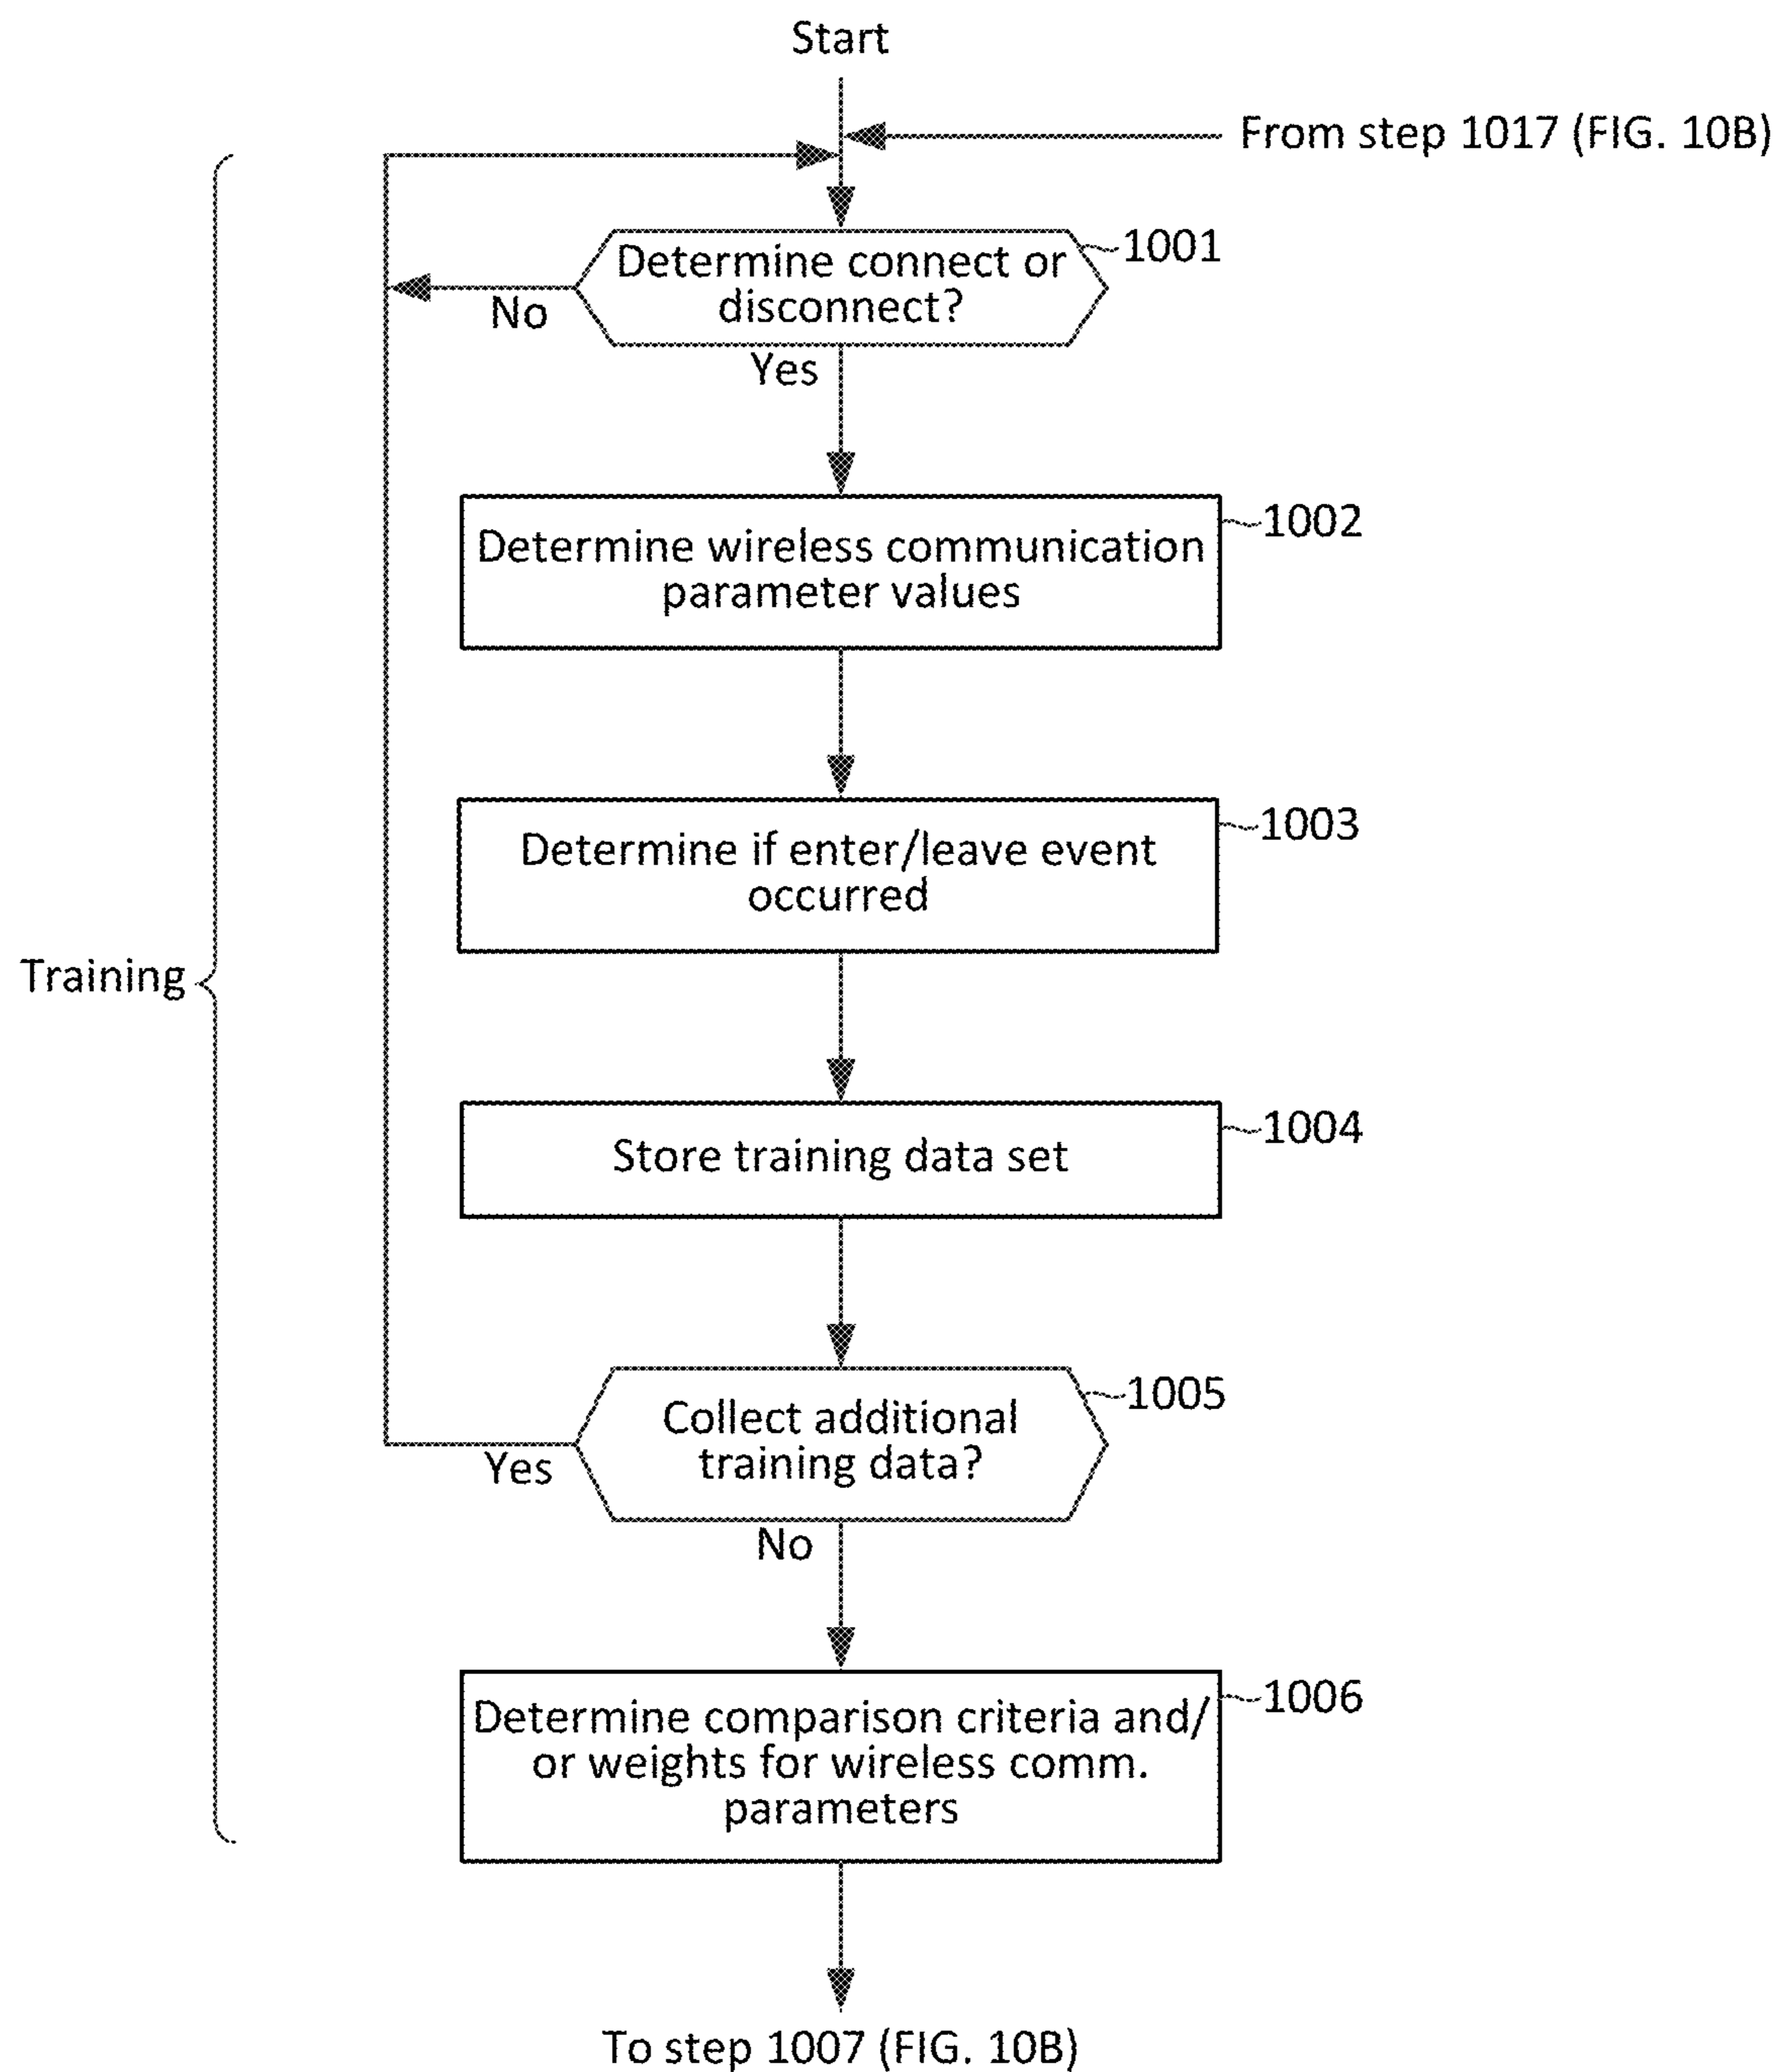 Start
From step 1017 (FIG. 10B)
1001
Determine connect or
disconnect?
No
Yes
1002
Determine wireless communication
parameter values
1003
Determine if enter/leave event
occurred
Training
1004
Store training data set
1005
Collect additional
training data?
Yes
No
1006
Determine comparison criteria and/
or weights for wireless comm.
parameters
To step 1007 (FIG. 10B)